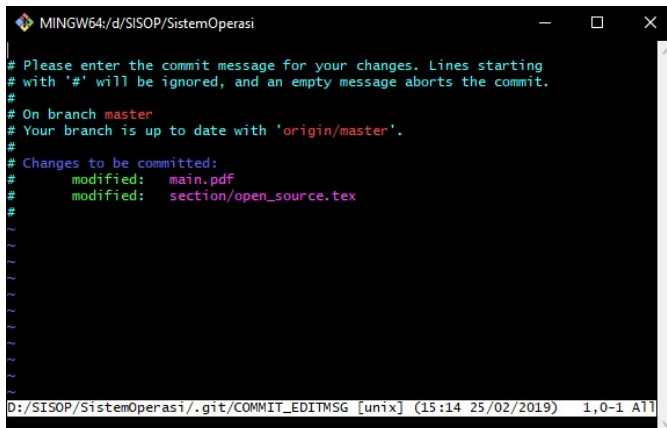 MINGW64:/d/SISOP/SistemOperasi
# Please enter the commit message for your changes. Lines starting
# with '#' will be ignored, and an empty message aborts the commit.
#
# On branch master
# Your branch is up to date with 'origin/master'.
#
# Changes to be committed:
#       modified:   main.pdf
#       modified:   section/open_source.tex
#
~
~
~
~
~
~
~
~
~
~
~
D:/SISOP/SistemOperasi/.git/COMMIT_EDITMSG [unix] (15:14 25/02/2019)  1,0-1 All